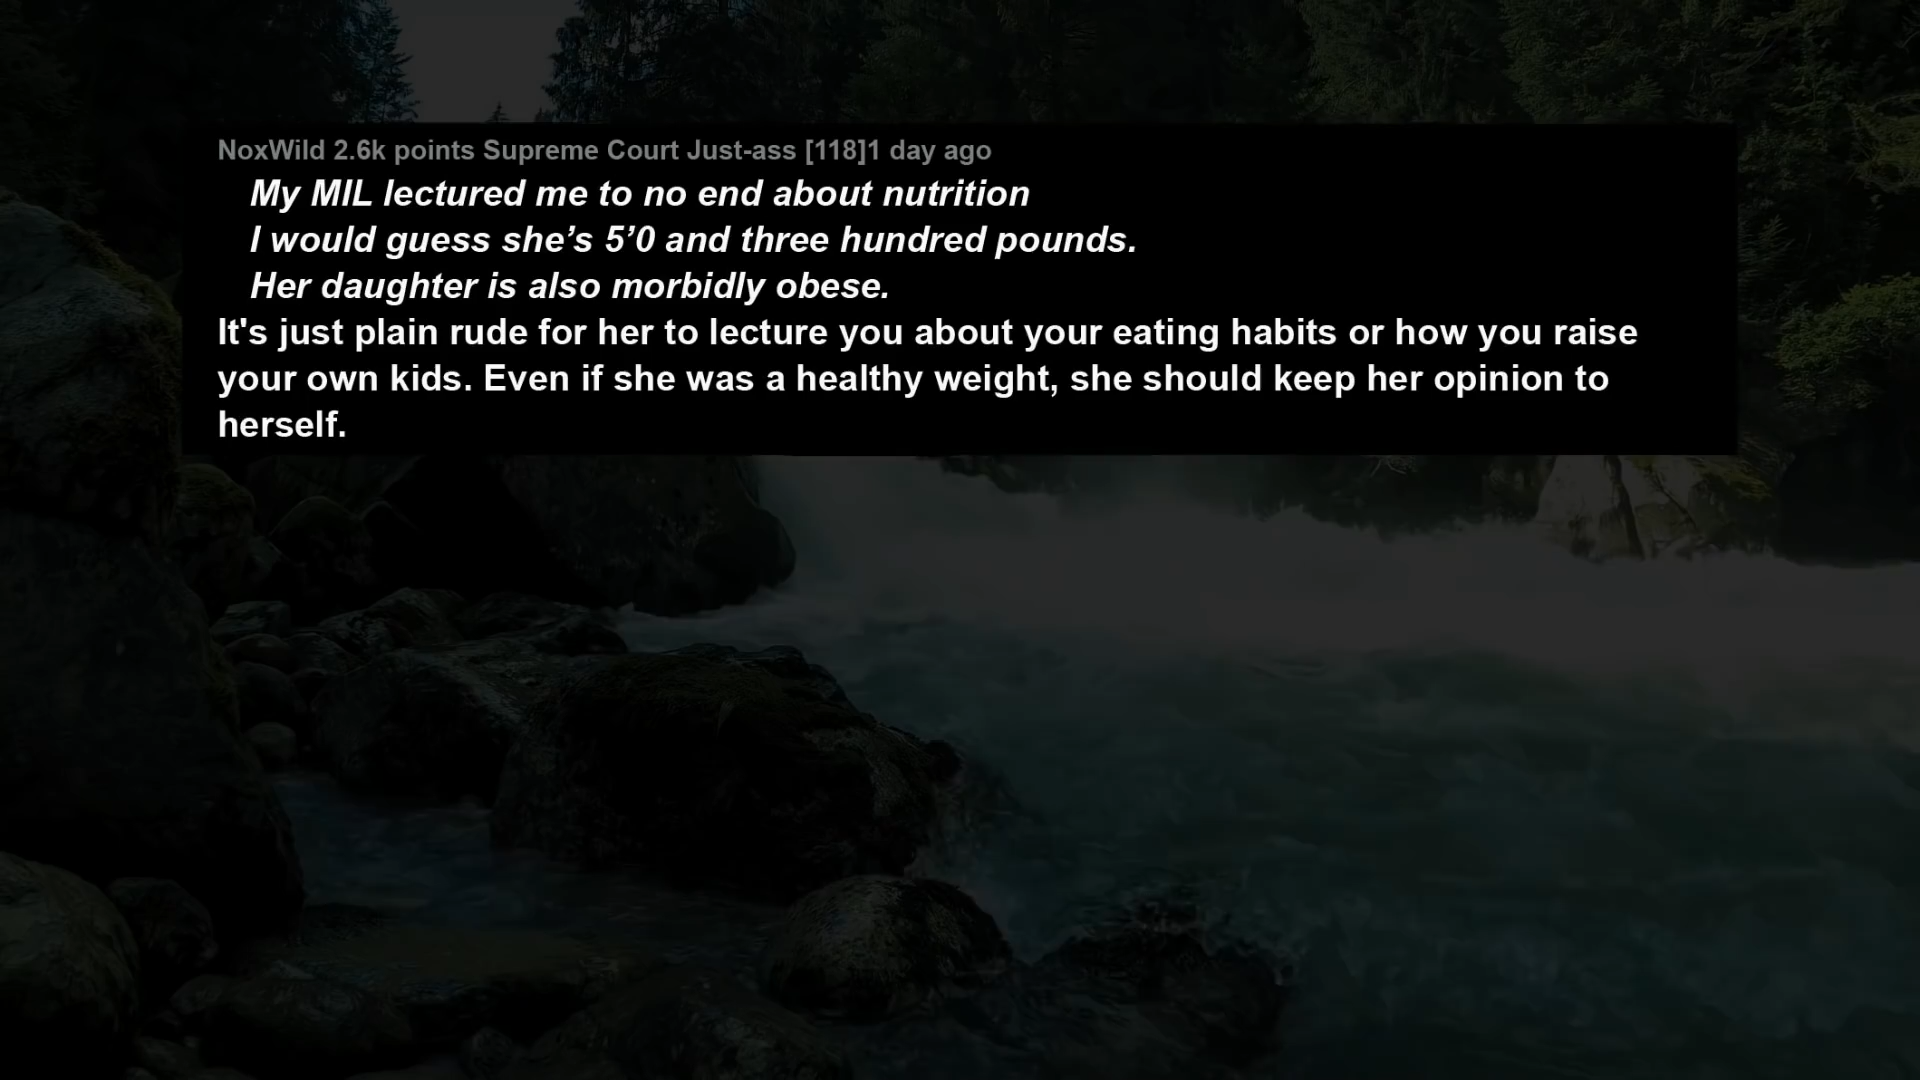 NoxWild 2.6k points Supreme Court Just-ass [118]1 day ago
My MIL lectured me to no end about nutrition
I would guess she’s 5’0 and three hundred pounds.
Her daughter is also morbidly obese.
It's just plain rude for her to lecture you about your eating habits or how you raise
your own kids. Even if she was a healthy weight, she should keep her opinion to
herself.